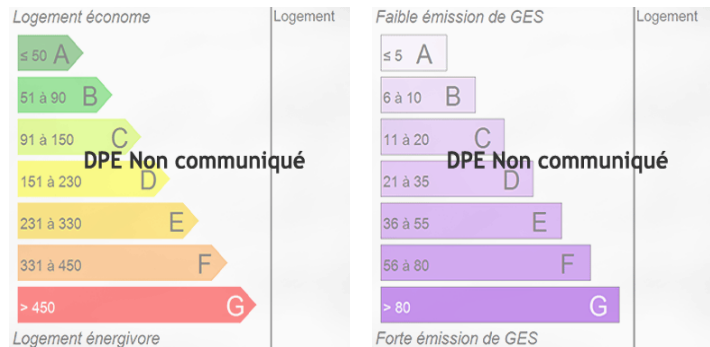 Logement économe
Logement
≤ 50 A
51 à 90 B
91 à 150 C
DPE Non communiqué
151 à 230 D
231 à 330 E
331 à 450 F
> 450 G
Logement énergivore
Faible émission de GES
Logement
≤ 5 A
6 à 10 B
11 à 20 C
DPE Non communiqué
21 à 35 D
36 à 55 E
56 à 80 F
> 80 G
Forte émission de GES